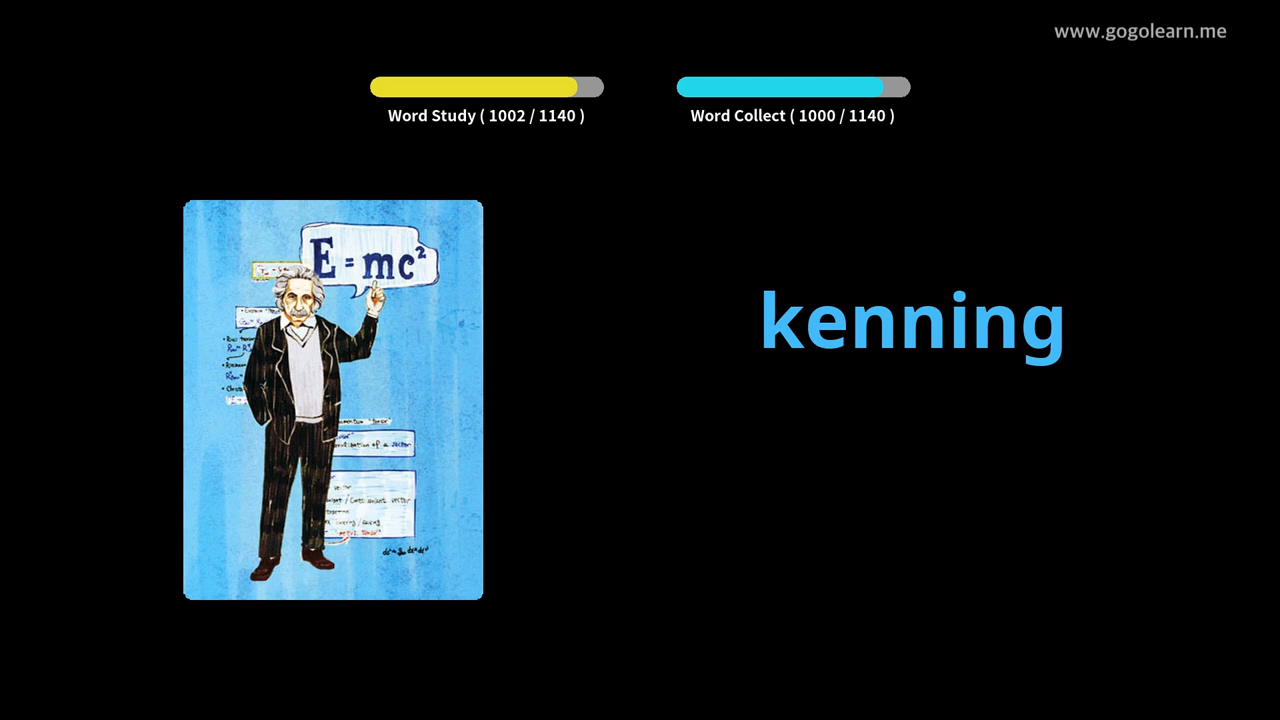 www.gogolearn.me
Word Study ( 1002 / 1140 )
Word Collect ( 1000 / 1140 )
E = mc²
kenning